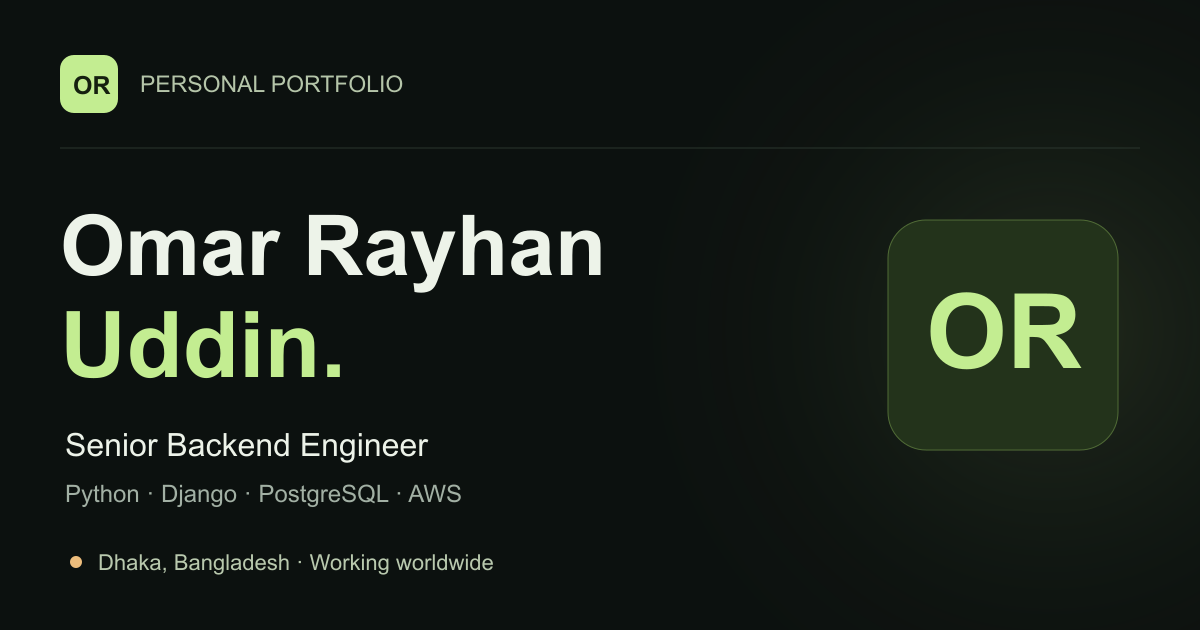 OR
PERSONAL PORTFOLIO
Omar Rayhan
Uddin.
OR
Senior Backend Engineer
Python · Django · PostgreSQL · AWS
Dhaka, Bangladesh · Working worldwide